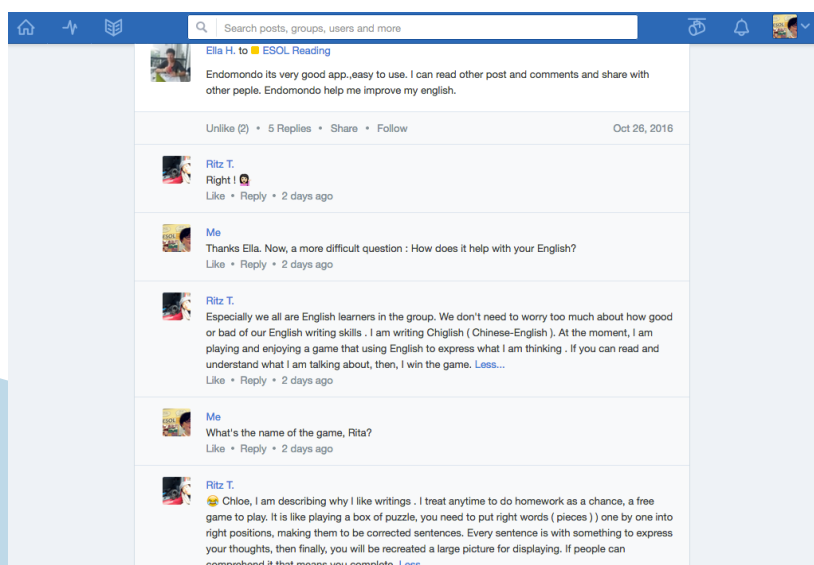 Search posts, groups, users and more
Ella H. to ESOL Reading
Endomondo its very good app.,easy to use. I can read other post and comments and share with
other peple. Endomondo help me improve my english.
Unlike (2) • 5 Replies • Share • Follow Oct 26, 2016
Ritz T.
Right ! 💁🏻
Like • Reply • 2 days ago
Me
Thanks Ella. Now, a more difficult question : How does it help with your English?
Like • Reply • 2 days ago
Ritz T.
Especially we all are English learners in the group. We don't need to worry too much about how good
or bad of our English writing skills . I am writing Chiglish ( Chinese-English ). At the moment, I am
playing and enjoying a game that using English to express what I am thinking . If you can read and
understand what I am talking about, then, I win the game. Less...
Like • Reply • 2 days ago
Me
What's the name of the game, Rita?
Like • Reply • 2 days ago
Ritz T.
😂 Chloe, I am describing why I like writings . I treat anytime to do homework as a chance, a free
game to play. It is like playing a box of puzzle, you need to put right words ( pieces ) ) one by one into
right positions, making them to be corrected sentences. Every sentence is with something to express
your thoughts, then finally, you will be recreated a large picture for displaying. If people can
comprehend it that means you complete. Less...